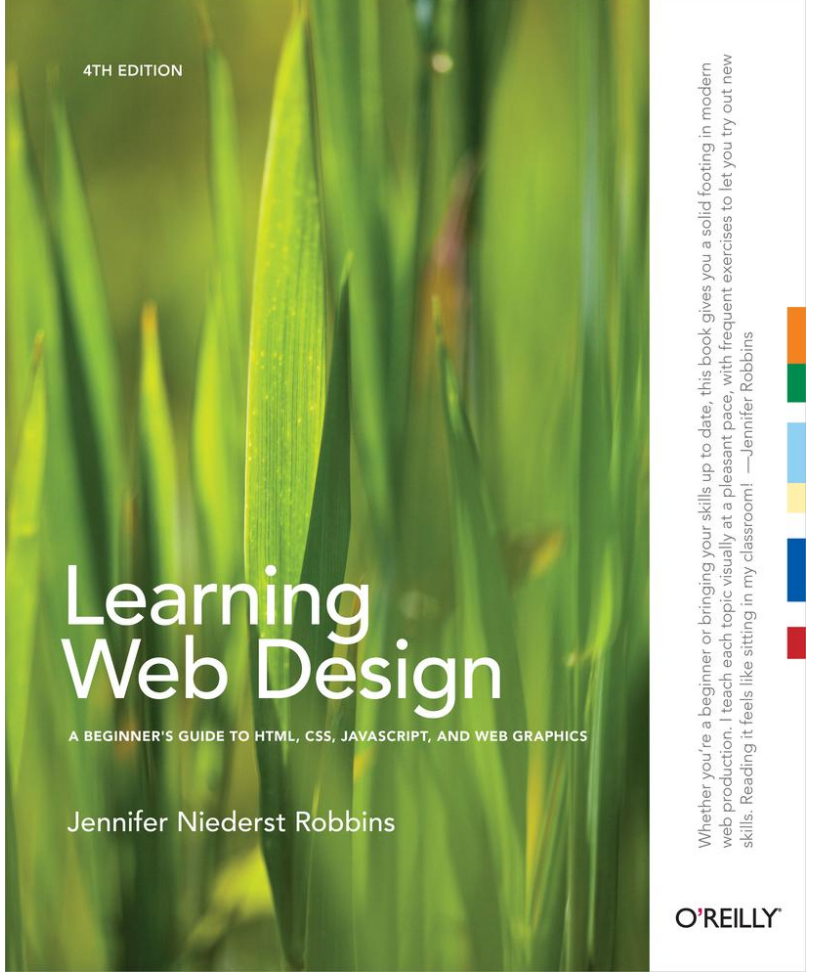 4TH EDITION
Learning
Web Design
A BEGINNER'S GUIDE TO HTML, CSS, JAVASCRIPT, AND WEB GRAPHICS
Jennifer Niederst Robbins
Whether you're a beginner or bringing your skills up to date, this book gives you a solid footing in modern
web production. I teach each topic visually at a pleasant pace, with frequent exercises to let you try out new
skills. Reading it feels like sitting in my classroom! —Jennifer Robbins
O'REILLY®